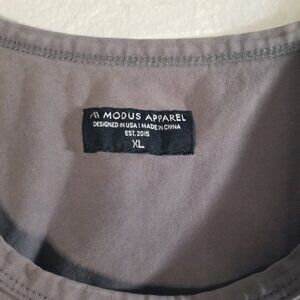 MODUS APPAREL
DESIGNED IN USA | MADE IN CHINA
EST. 2015
XL